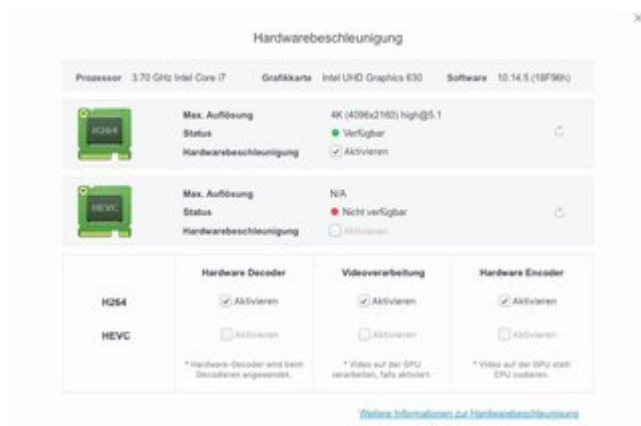 Hardwarebeschleunigung
Prozessor 3.70 GHz Intel Core i7 Grafikkarte Intel UHD Graphics 630 Software 10.14.5 (18F96h)
H264
Max. Auflösung 4K (4096x2160) high@5.1
Status Verfügbar
Hardwarebeschleunigung Aktivieren
HEVC
Max. Auflösung N/A
Status Nicht verfügbar
Hardwarebeschleunigung Aktivieren
Hardware Decoder Videoverarbeitung Hardware Encoder
H264 Aktivieren Aktivieren Aktivieren
HEVC Aktivieren Aktivieren Aktivieren
* Hardware-Decoder wird beim * Video auf der GPU * Video auf der GPU statt
Decodieren angewendet. verarbeiten, falls aktiviert. CPU codieren.
Weitere Informationen zur Hardwarebeschleunigung